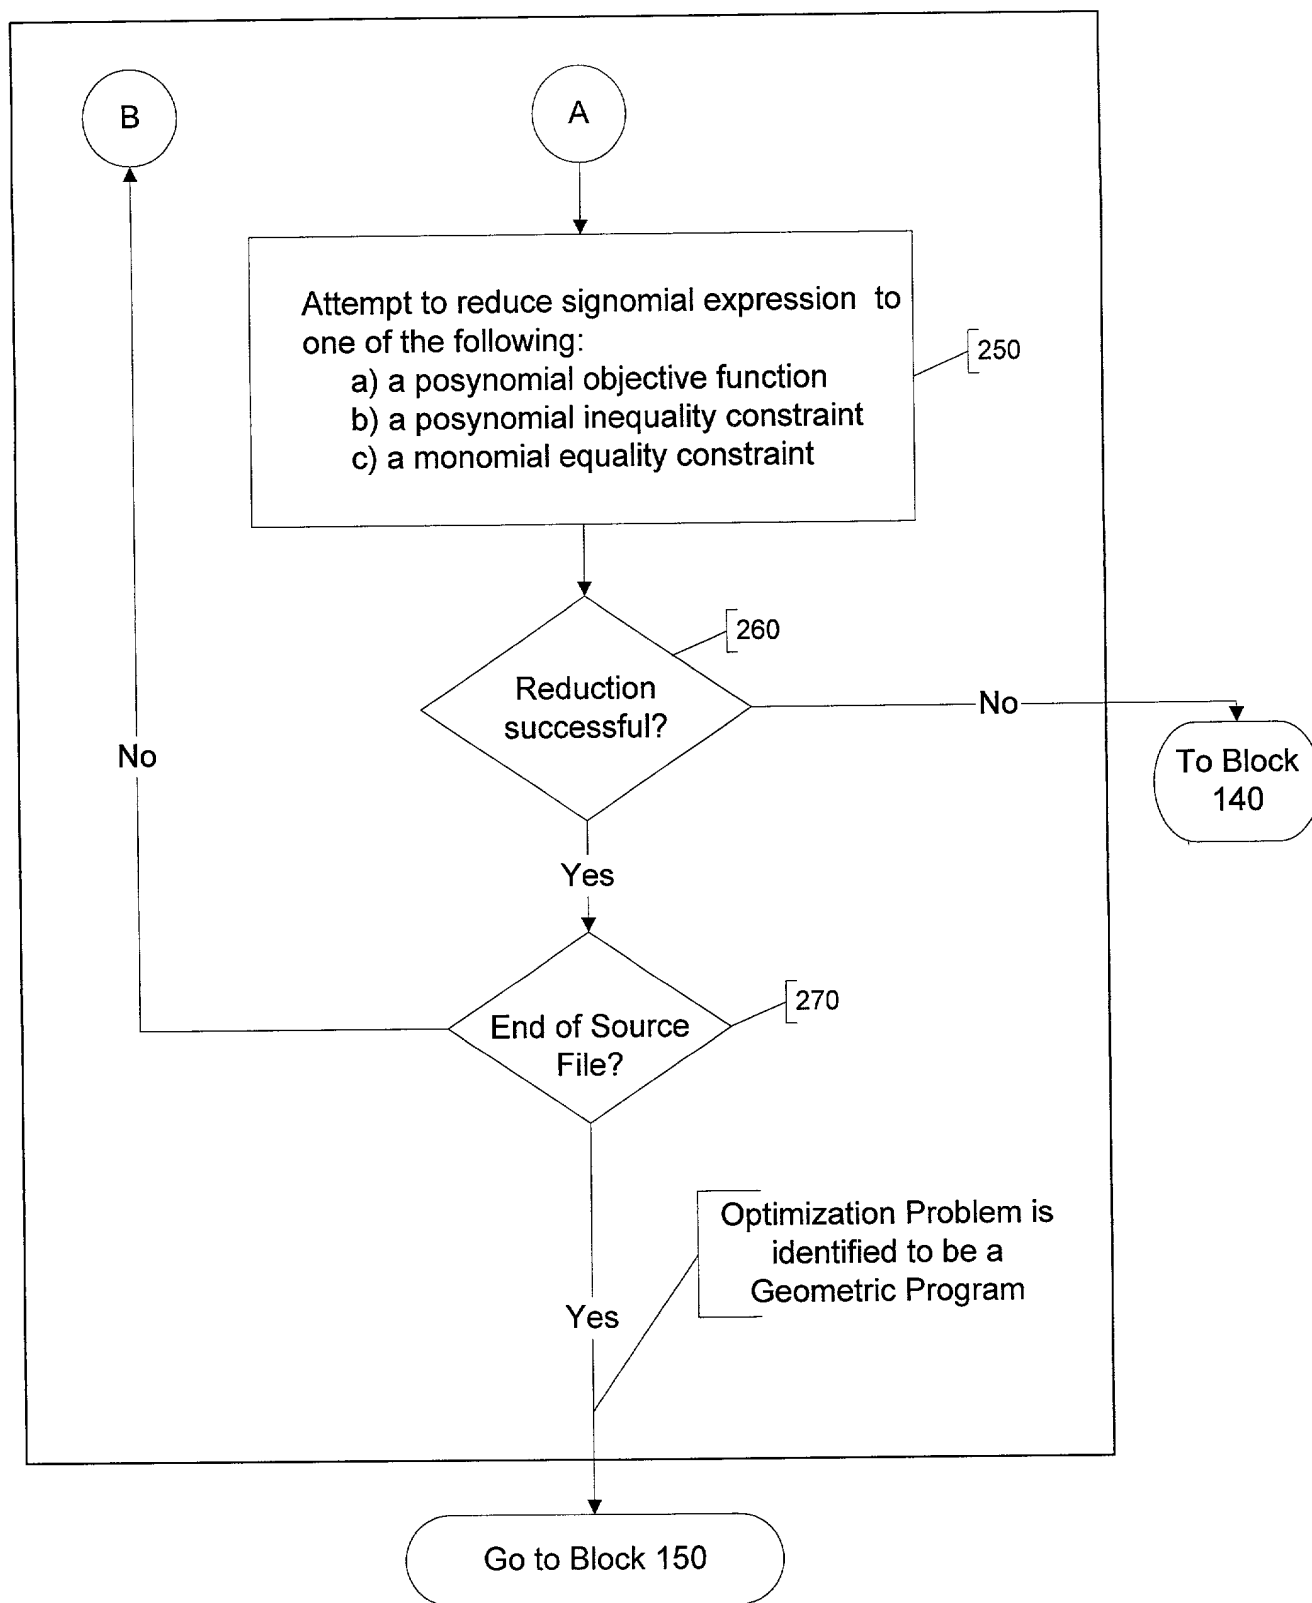 B
A
Attempt to reduce signomial expression to
one of the following:
a) a posynomial objective function
b) a posynomial inequality constraint
c) a monomial equality constraint
250
260
Reduction
successful?
No
To Block
140
No
Yes
270
End of Source
File?
Optimization Problem is
identified to be a
Geometric Program
Yes
Go to Block 150